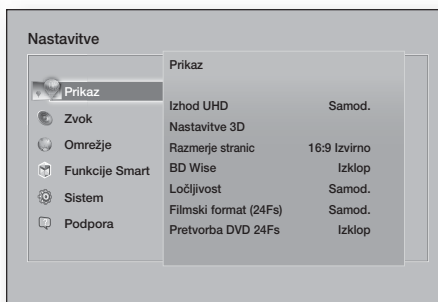 Nastavitve
Prikaz
Zvok
Omrežje
Funkcije Smart
Sistem
Podpora
Prikaz
Izhod UHD Samod.
Nastavitve 3D
Razmerje stranic 16:9 Izvirno
BD Wise Izklop
Ločljivost Samod.
Filmski format (24Fs) Samod.
Pretvorba DVD 24Fs Izklop